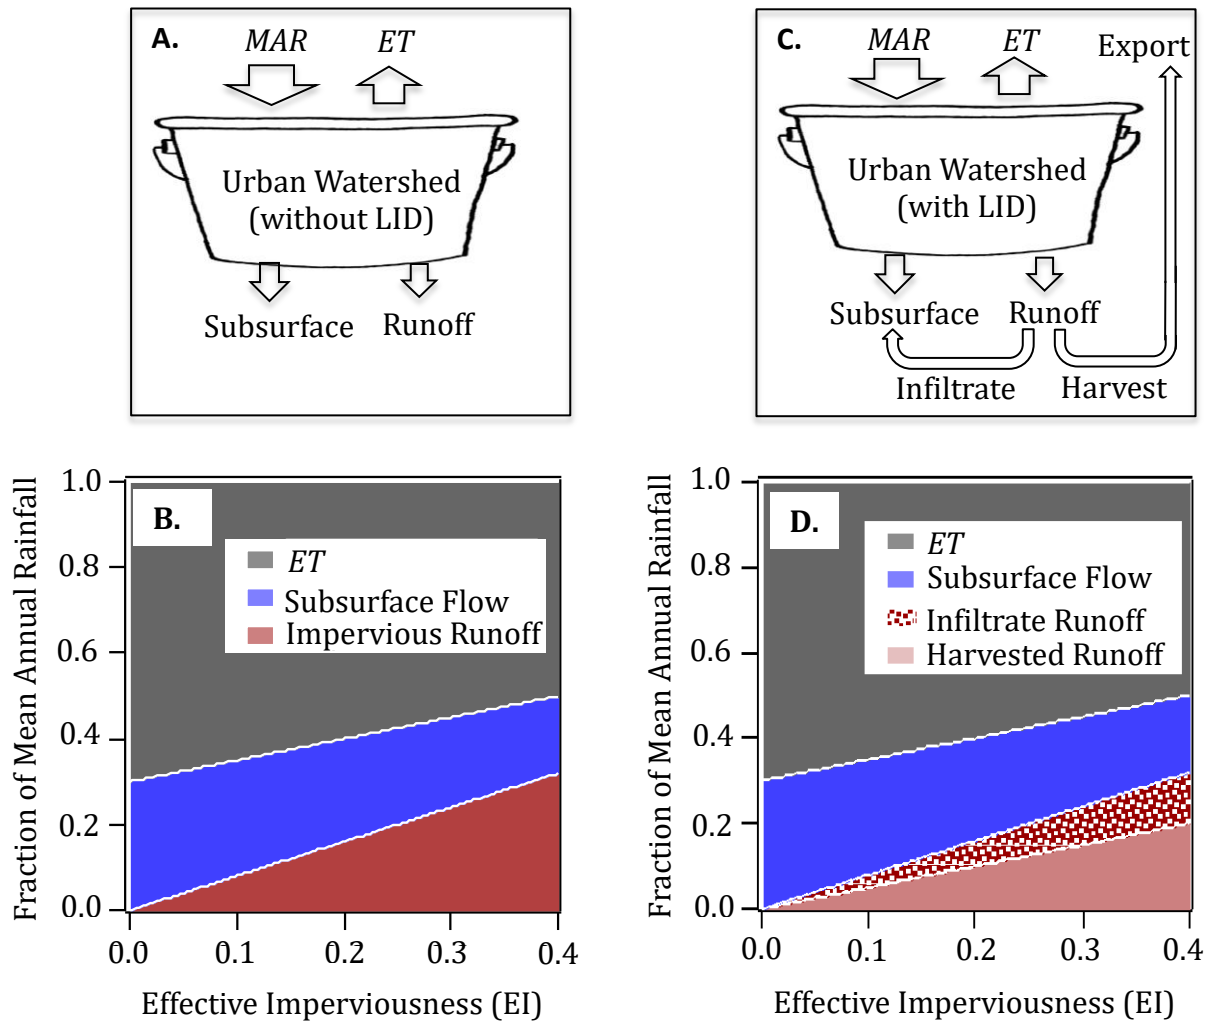 A.
MAR
ET
Urban Watershed
(without LID)
Subsurface
Runoff
C.
MAR
ET
Export
Urban Watershed
(with LID)
Subsurface
Runoff
Infiltrate
Harvest
Fraction of Mean Annual Rainfall
1.0
0.8
0.6
0.4
0.2
0.0
B.
ET
Subsurface Flow
Impervious Runoff
0.0
0.1
0.2
0.3
0.4
Effective Imperviousness (EI)
Fraction of Mean Annual Rainfall
1.0
0.8
0.6
0.4
0.2
0.0
D.
ET
Subsurface Flow
Infiltrate Runoff
Harvested Runoff
0.0
0.1
0.2
0.3
0.4
Effective Imperviousness (EI)